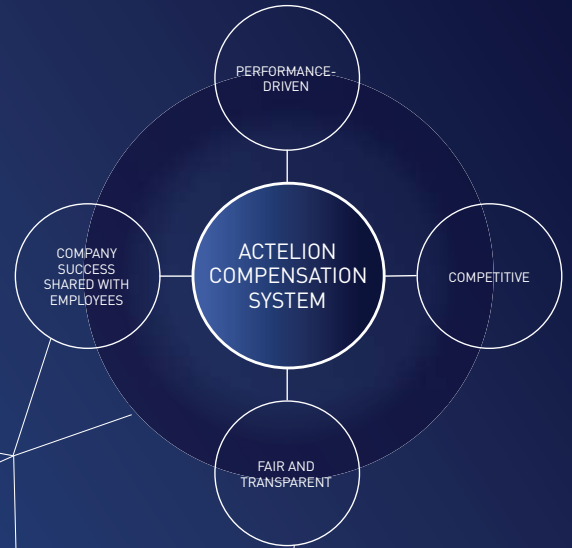 PERFORMANCE-
DRIVEN
COMPANY
SUCCESS
SHARED WITH
EMPLOYEES
ACTELION
COMPENSATION
SYSTEM
COMPETITIVE
FAIR AND
TRANSPARENT